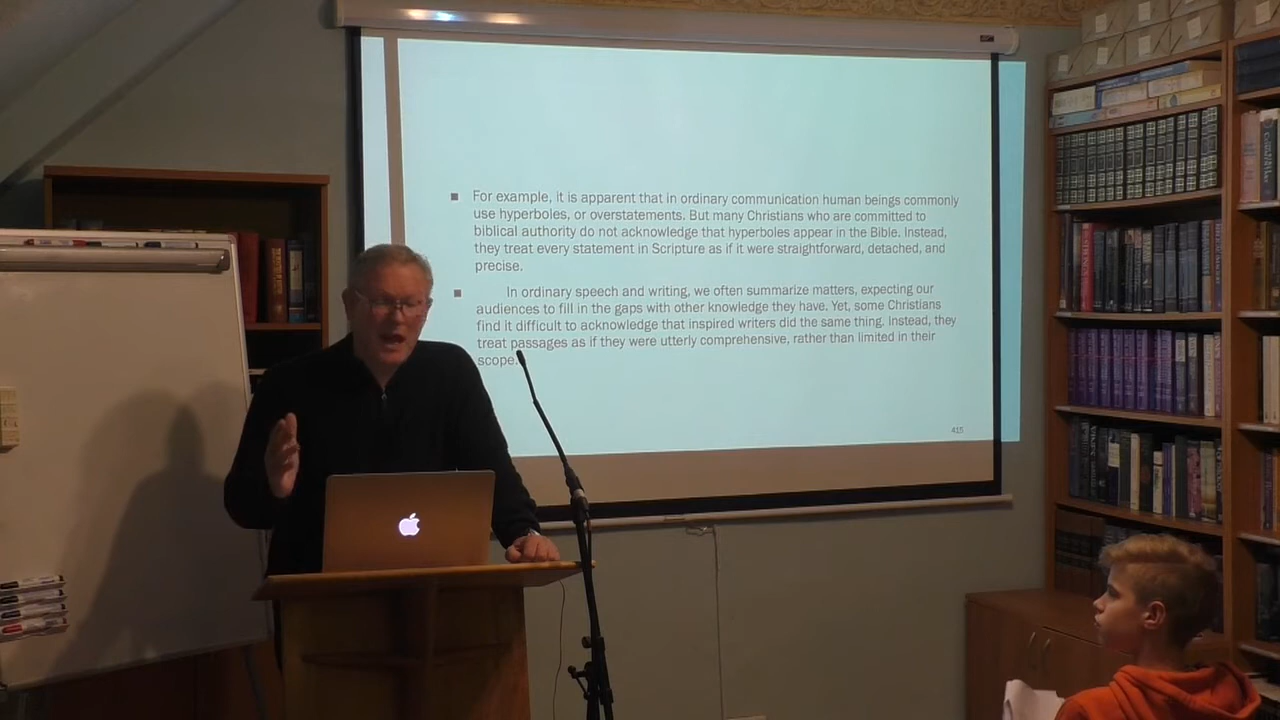 For example, it is apparent that in ordinary communication human beings commonly
use hyperboles, or overstatements. But many Christians who are committed to
biblical authority do not acknowledge that hyperboles appear in the Bible. Instead,
they treat every statement in Scripture as if it were straightforward, detached, and
precise.
In ordinary speech and writing, we often summarize matters, expecting our
audiences to fill in the gaps with other knowledge they have. Yet, some Christians
find it difficult to acknowledge that inspired writers did the same thing. Instead, they
treat passages as if they were utterly comprehensive, rather than limited in their
scope.
415